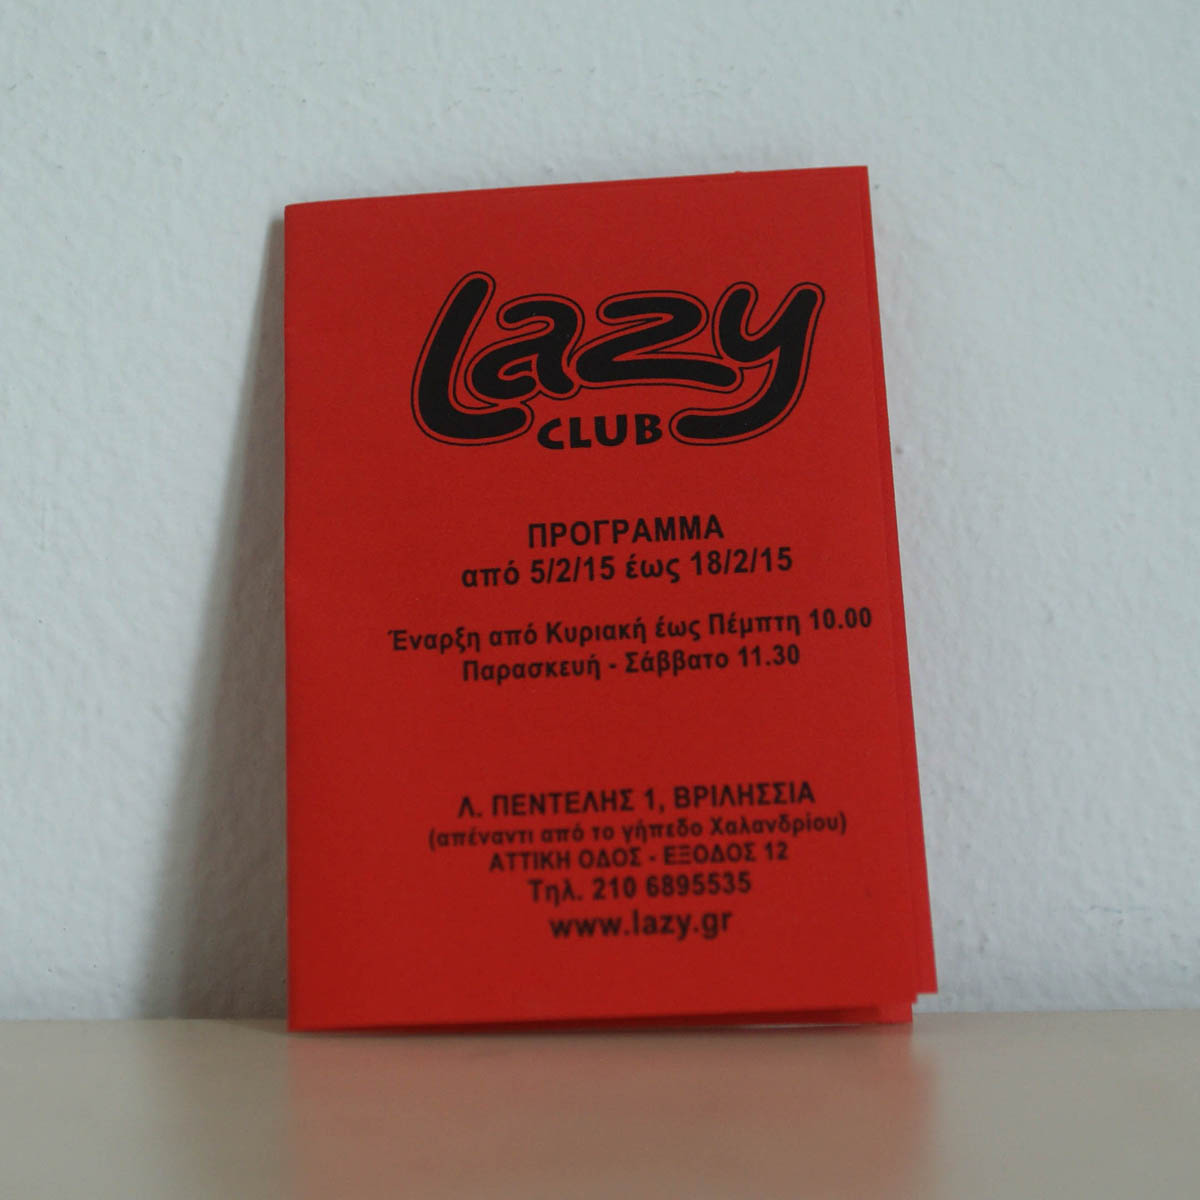 Lazy
CLUB
ΠΡΟΓΡΑΜΜΑ
από 5/2/15 έως 18/2/15
Έναρξη από Κυριακή έως Πέμπτη 10.00
Παρασκευή - Σάββατο 11.30
Λ. ΠΕΝΤΕΛΗΣ 1, ΒΡΙΛΗΣΣΙΑ
(απέναντι από το γήπεδο Χαλανδρίου)
ΑΤΤΙΚΗ ΟΔΟΣ - ΕΞΟΔΟΣ 12
Τηλ. 210 6895535
www.lazy.gr